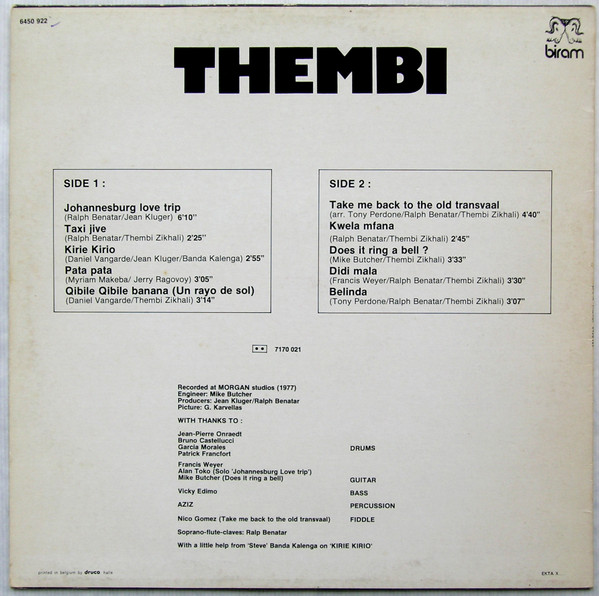 6450 922
biram
THEMBI
SIDE 1 :
Johannesburg love trip
(Ralph Benatar/Jean Kluger) 6'10"
Taxi jive
(Ralph Benatar/Thembi Zikhali) 2'25"
Kirie Kirio
(Daniel Vangarde/Jean Kluger/Banda Kalenga) 2'55"
Pata pata
(Myriam Makeba/ Jerry Ragovoy) 3'05"
Qibile Qibile banana (Un rayo de sol)
(Daniel Vangarde/Thembi Zikhali) 3'14"
SIDE 2 :
Take me back to the old transvaal
(arr. Tony Perdone/Ralph Benatar/Thembi Zikhali) 4'40"
Kwela mfana
(Ralph Benatar/Thembi Zikhali) 2'45"
Does it ring a bell ?
(Mike Butcher/Thembi Zikhali) 3'33"
Didi mala
(Francis Weyer/Ralph Benatar/Thembi Zikhali) 3'30"
Belinda
(Tony Perdone/Ralph Benatar/Thembi Zikhali) 3'07"
7170 021
Recorded at MORGAN studios (1977)
Engineer: Mike Butcher
Producers: Jean Kluger/Ralph Benatar
Picture: G. Karvellas
WITH THANKS TO :
Jean-Pierre Onraedt
Bruno Castellucci
Garcia Morales DRUMS
Patrick Francfort
Francis Weyer
Alan Toko (Solo 'Johannesburg Love trip')
Mike Butcher (Does it ring a bell) GUITAR
Vicky Edimo BASS
AZIZ PERCUSSION
Nico Gomez (Take me back to the old transvaal) FIDDLE
Soprano-flute-claves: Ralp Benatar
With a little help from 'Steve' Banda Kalenga on 'KIRIE KIRIO'
printed in belgium by druco halle
EKTA 3.